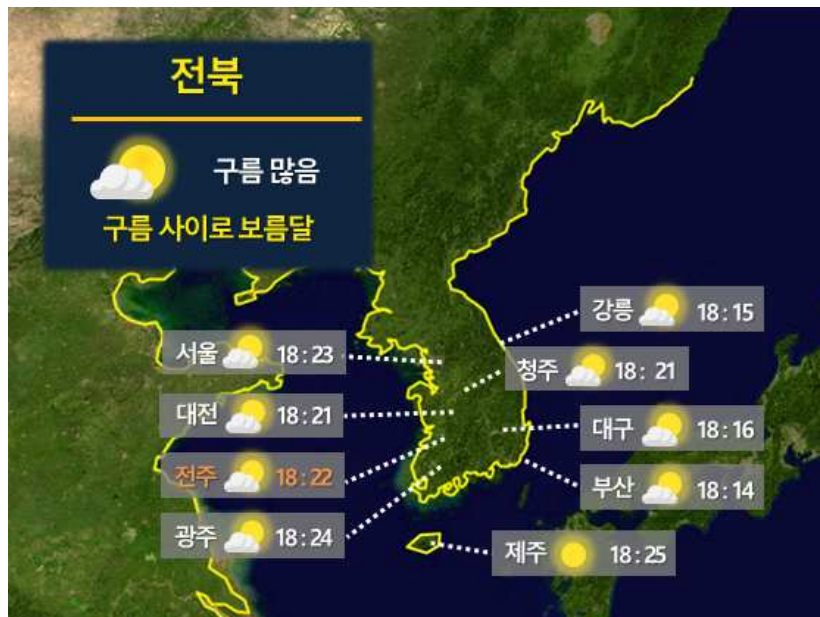 전북
구름 많음
구름 사이로 보름달
강릉 18:15
서울 18:23
청주 18: 21
대전 18:21
대구 18:16
전주 18:22
부산 18:14
광주 18:24
제주 18:25